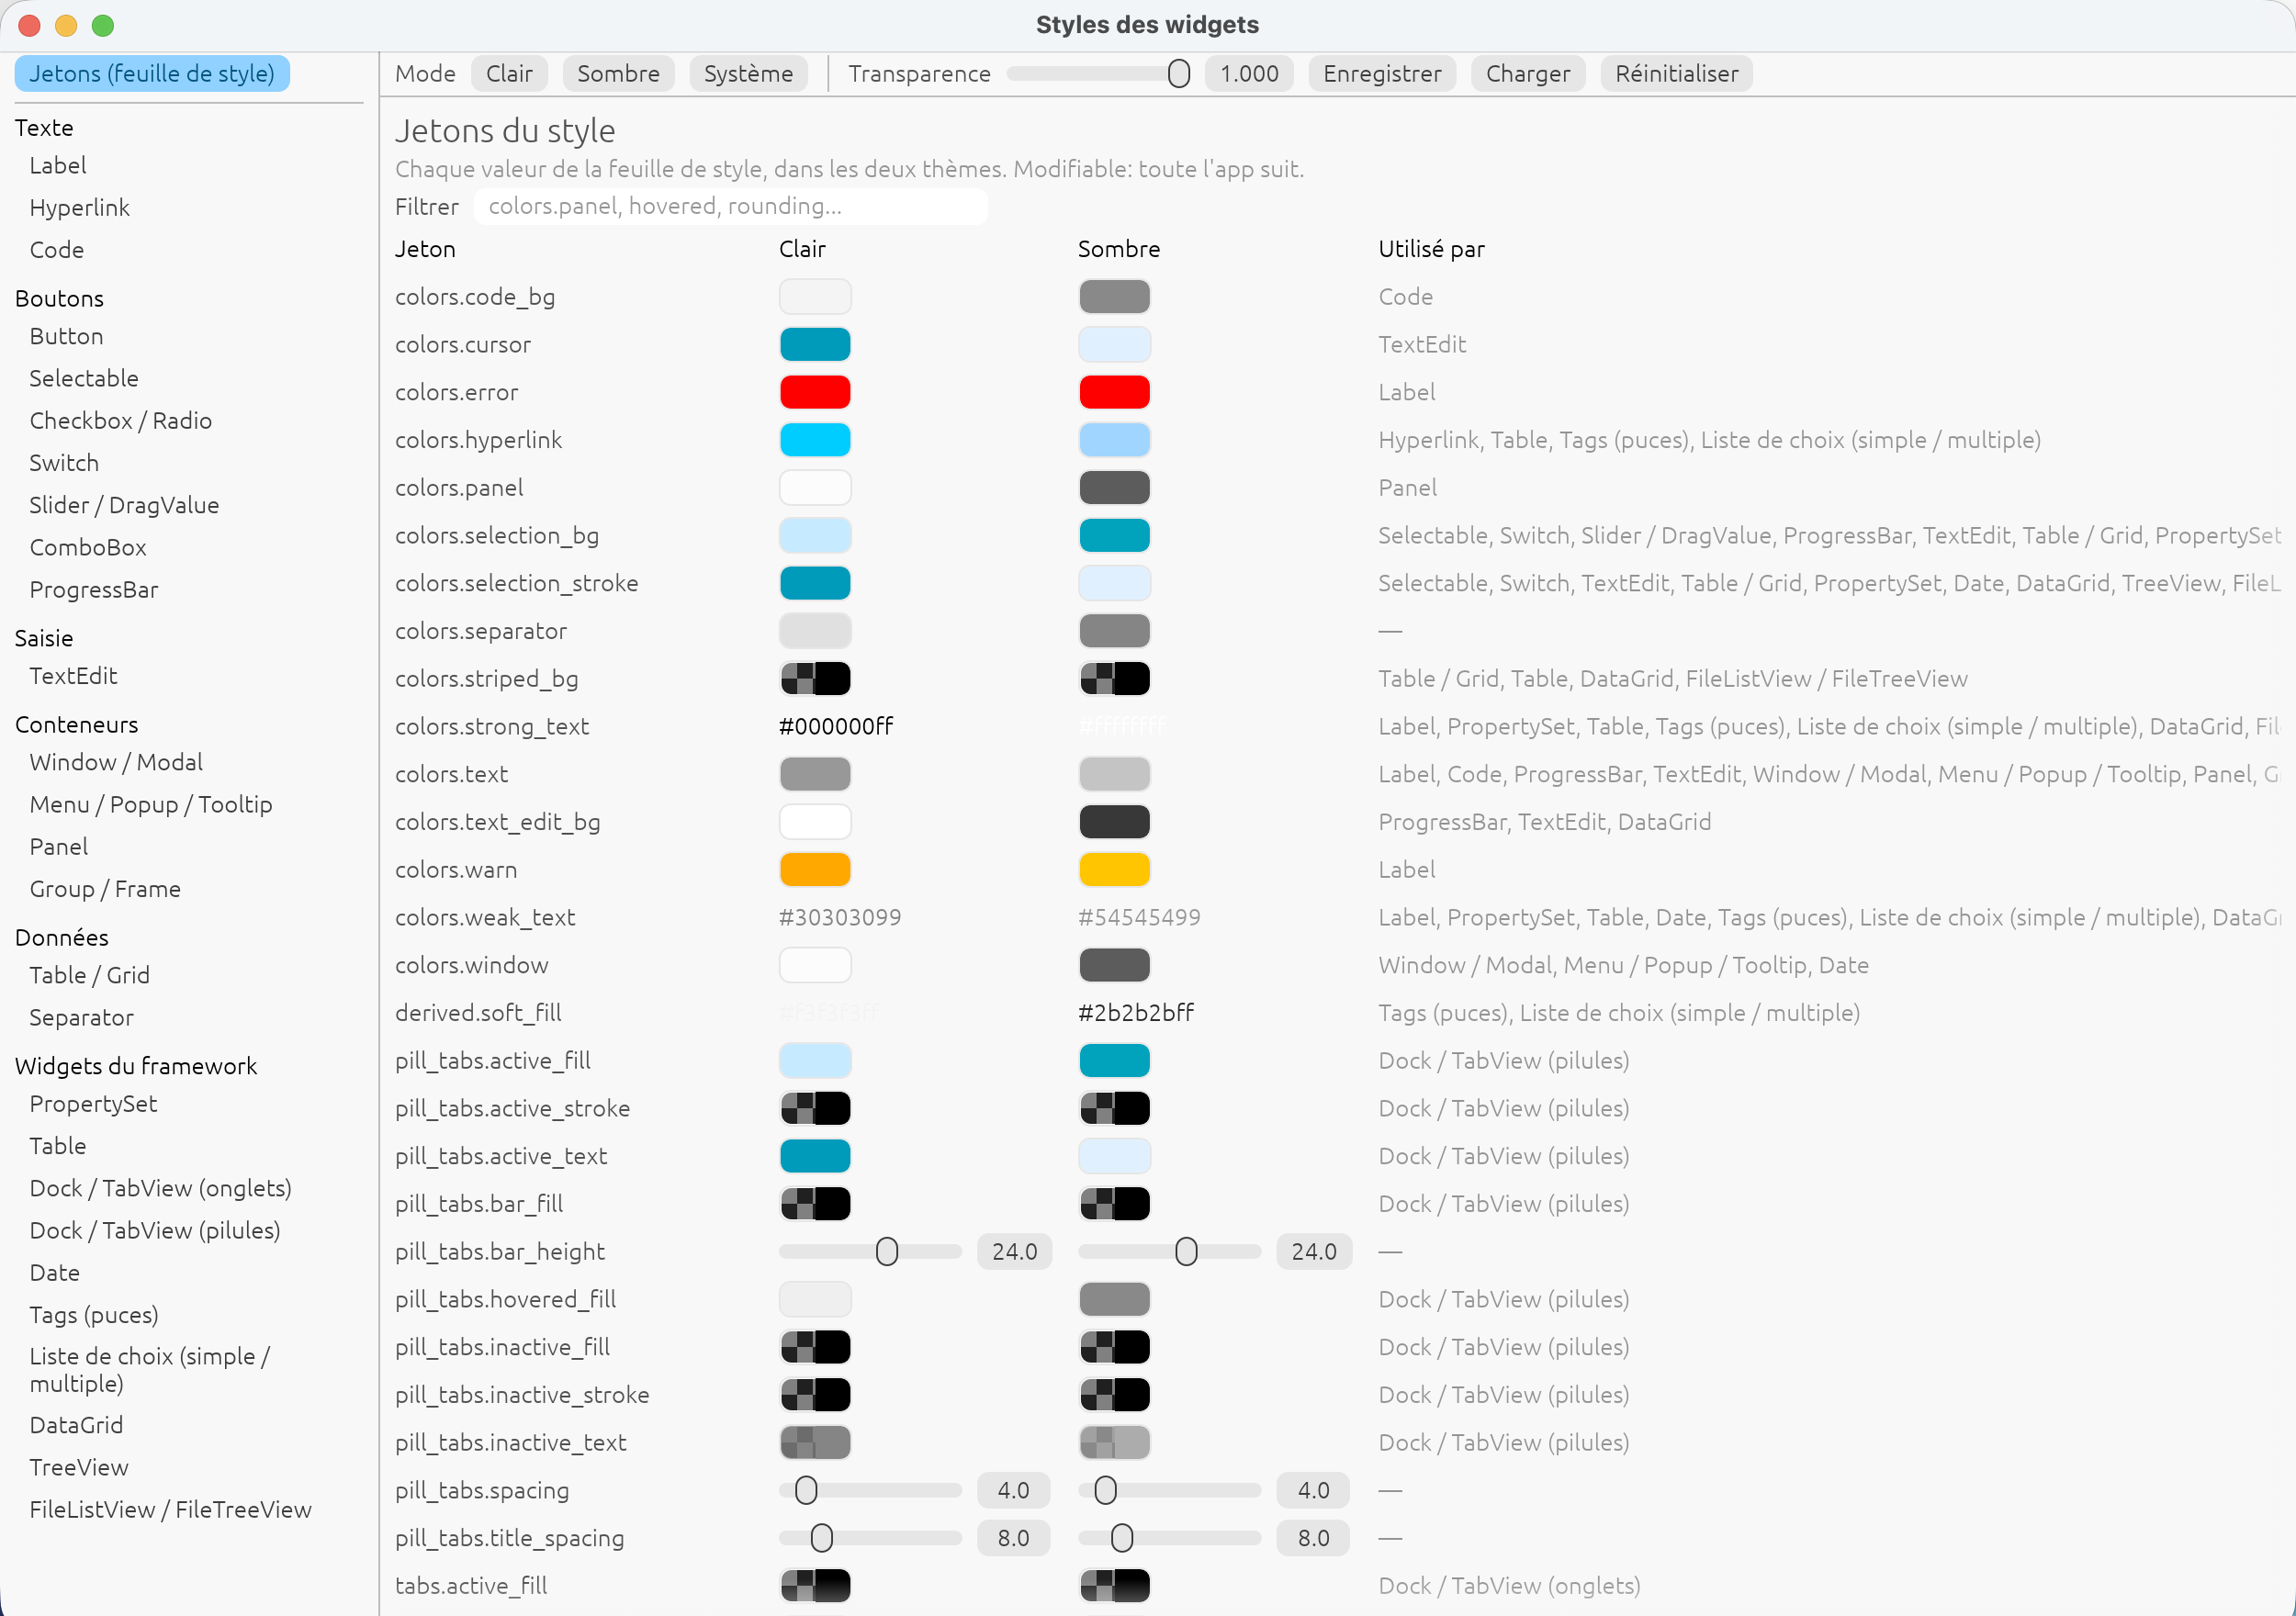 Styles des widgets
Jetons (feuille de style)
Texte
Label
Hyperlink
Code
Boutons
Button
Selectable
Checkbox / Radio
Switch
Slider / DragValue
ComboBox
ProgressBar
Saisie
TextEdit
Conteneurs
Window / Modal
Menu / Popup / Tooltip
Panel
Group / Frame
Données
Table / Grid
Separator
Widgets du framework
PropertySet
Table
Dock / TabView (onglets)
Dock / TabView (pilules)
Date
Tags (puces)
Liste de choix (simple /
multiple)
DataGrid
TreeView
FileListView / FileTreeView
Mode Clair Sombre Système Transparence 1.000 Enregistrer Charger Réinitialiser
Jetons du style
Chaque valeur de la feuille de style, dans les deux thèmes. Modifiable: toute l'app suit.
Filtrer colors.panel, hovered, rounding...
Jeton Clair Sombre Utilisé par
colors.code_bg Code
colors.cursor TextEdit
colors.error Label
colors.hyperlink Hyperlink, Table, Tags (puces), Liste de choix (simple / multiple)
colors.panel Panel
colors.selection_bg Selectable, Switch, Slider / DragValue, ProgressBar, TextEdit, Table / Grid, PropertySet
colors.selection_stroke Selectable, Switch, TextEdit, Table / Grid, PropertySet, Date, DataGrid, TreeView, FileL
colors.separator —
colors.striped_bg Table / Grid, Table, DataGrid, FileListView / FileTreeView
colors.strong_text #000000ff #ffffffff Label, PropertySet, Table, Tags (puces), Liste de choix (simple / multiple), DataGrid, Fil
colors.text Label, Code, ProgressBar, TextEdit, Window / Modal, Menu / Popup / Tooltip, Panel, G
colors.text_edit_bg ProgressBar, TextEdit, DataGrid
colors.warn Label
colors.weak_text #30303099 #54545499 Label, PropertySet, Table, Date, Tags (puces), Liste de choix (simple / multiple), DataG
colors.window Window / Modal, Menu / Popup / Tooltip, Date
derived.soft_fill #f3f3f3ff #2b2b2bff Tags (puces), Liste de choix (simple / multiple)
pill_tabs.active_fill Dock / TabView (pilules)
pill_tabs.active_stroke Dock / TabView (pilules)
pill_tabs.active_text Dock / TabView (pilules)
pill_tabs.bar_fill Dock / TabView (pilules)
pill_tabs.bar_height 24.0 24.0 —
pill_tabs.hovered_fill Dock / TabView (pilules)
pill_tabs.inactive_fill Dock / TabView (pilules)
pill_tabs.inactive_stroke Dock / TabView (pilules)
pill_tabs.inactive_text Dock / TabView (pilules)
pill_tabs.spacing 4.0 4.0 —
pill_tabs.title_spacing 8.0 8.0 —
tabs.active_fill Dock / TabView (onglets)